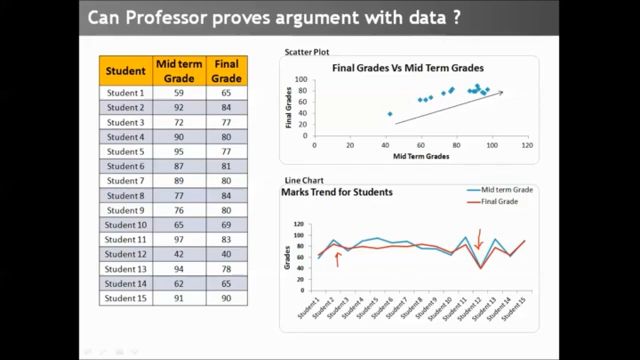 Can Professor proves argument with data ?
Student Mid term Grade Final Grade
Student 1 59 65
Student 2 92 84
Student 3 72 77
Student 4 90 80
Student 5 95 77
Student 6 87 81
Student 7 89 80
Student 8 77 84
Student 9 76 80
Student 10 65 69
Student 11 97 83
Student 12 42 40
Student 13 94 78
Student 14 62 65
Student 15 91 90
Scatter Plot
Final Grades Vs Mid Term Grades
Final Grades
100
80
60
40
20
0
0 20 40 60 80 100 120
Mid Term Grades
Line Chart
Marks Trend for Students
Mid term Grade
Final Grade
Grades
120
100
80
60
40
20
0
Student 1 Student 2 Student 3 Student 4 Student 5 Student 6 Student 7 Student 8 Student 9 Student 10 Student 11 Student 12 Student 13 Student 14 Student 15